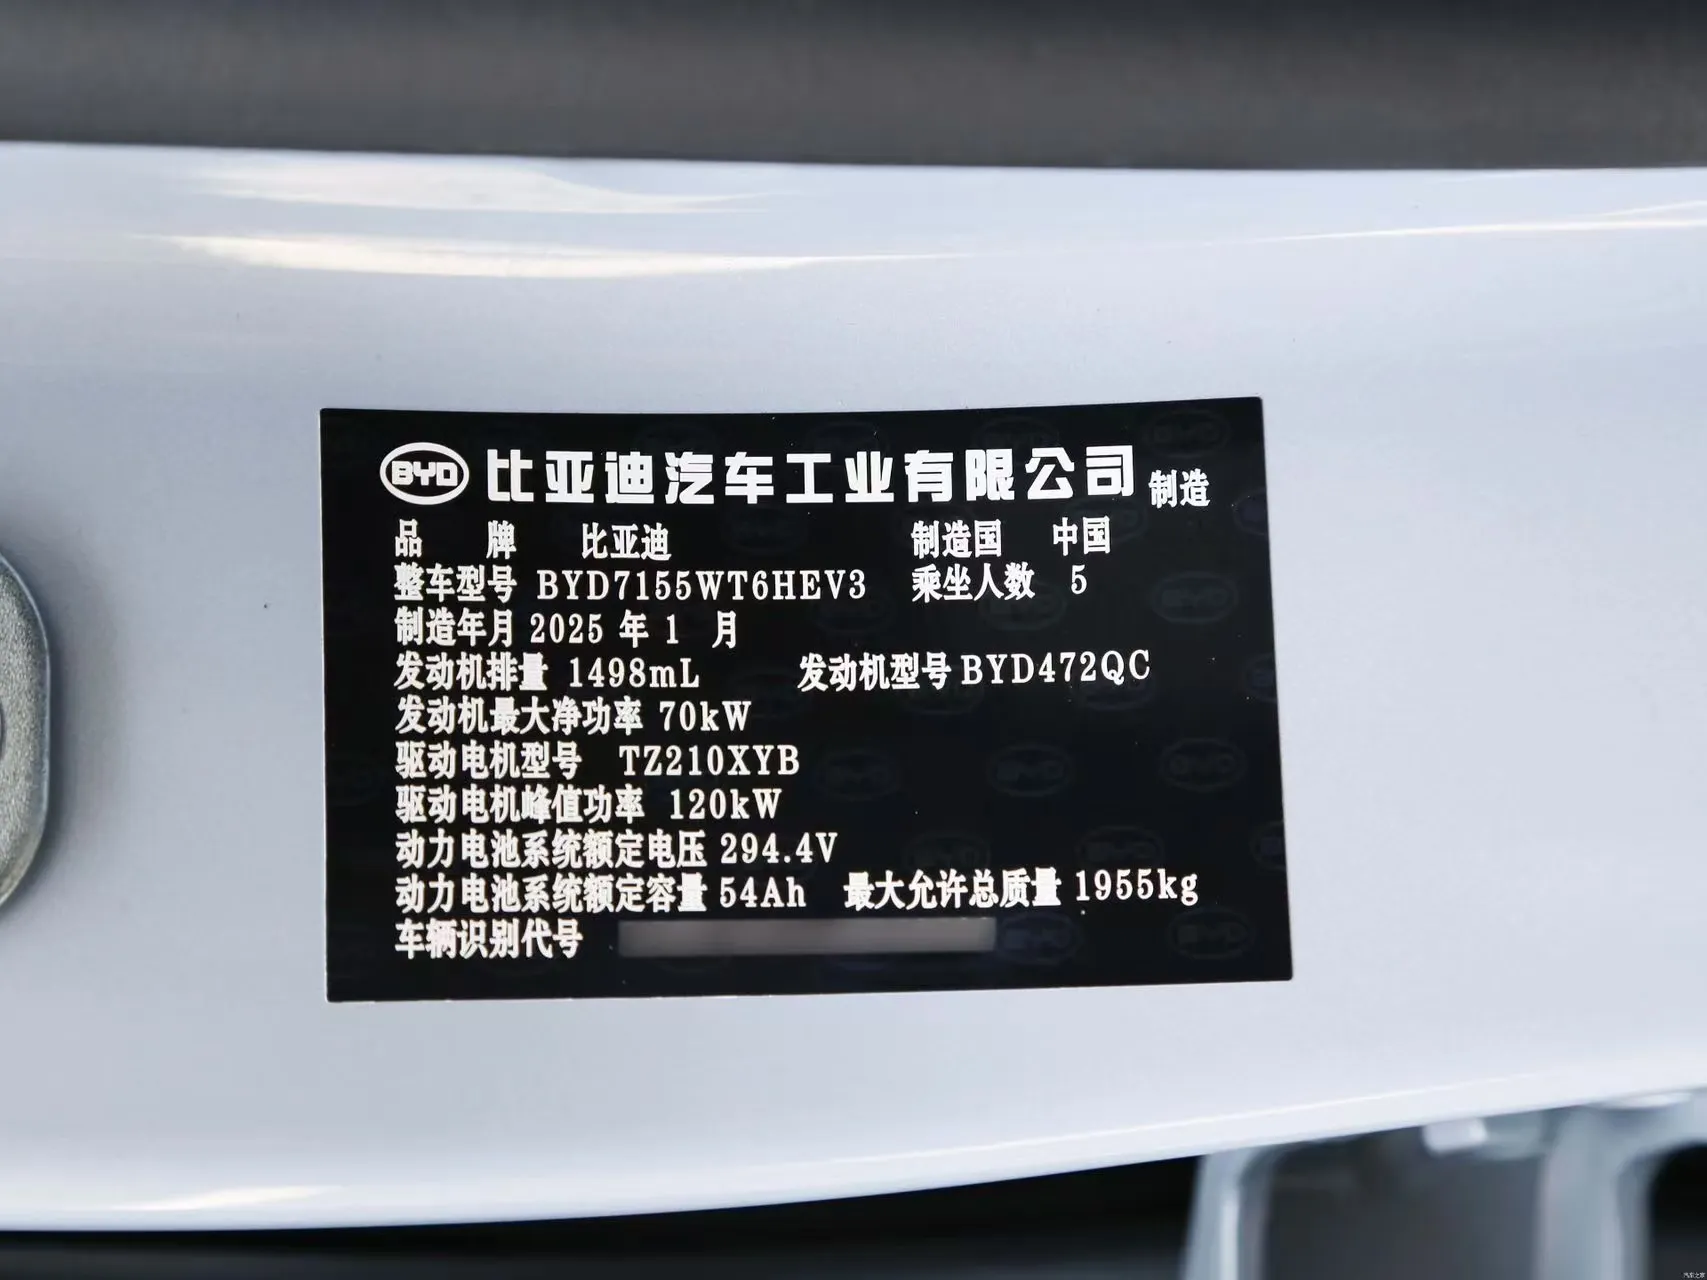 BYD 比亚迪汽车工业有限公司 制造
品 牌 比亚迪 制造国 中国
整车型号 BYD7155WT6HEV3 乘坐人数 5
制造年月 2025 年 1 月
发动机排量 1498mL 发动机型号 BYD472QC
发动机最大净功率 70kW
驱动电机型号 TZ210XYB
驱动电机峰值功率 120kW
动力电池系统额定电压 294.4V
动力电池系统额定容量 54Ah 最大允许总质量 1955kg
车辆识别代号
汽车之家